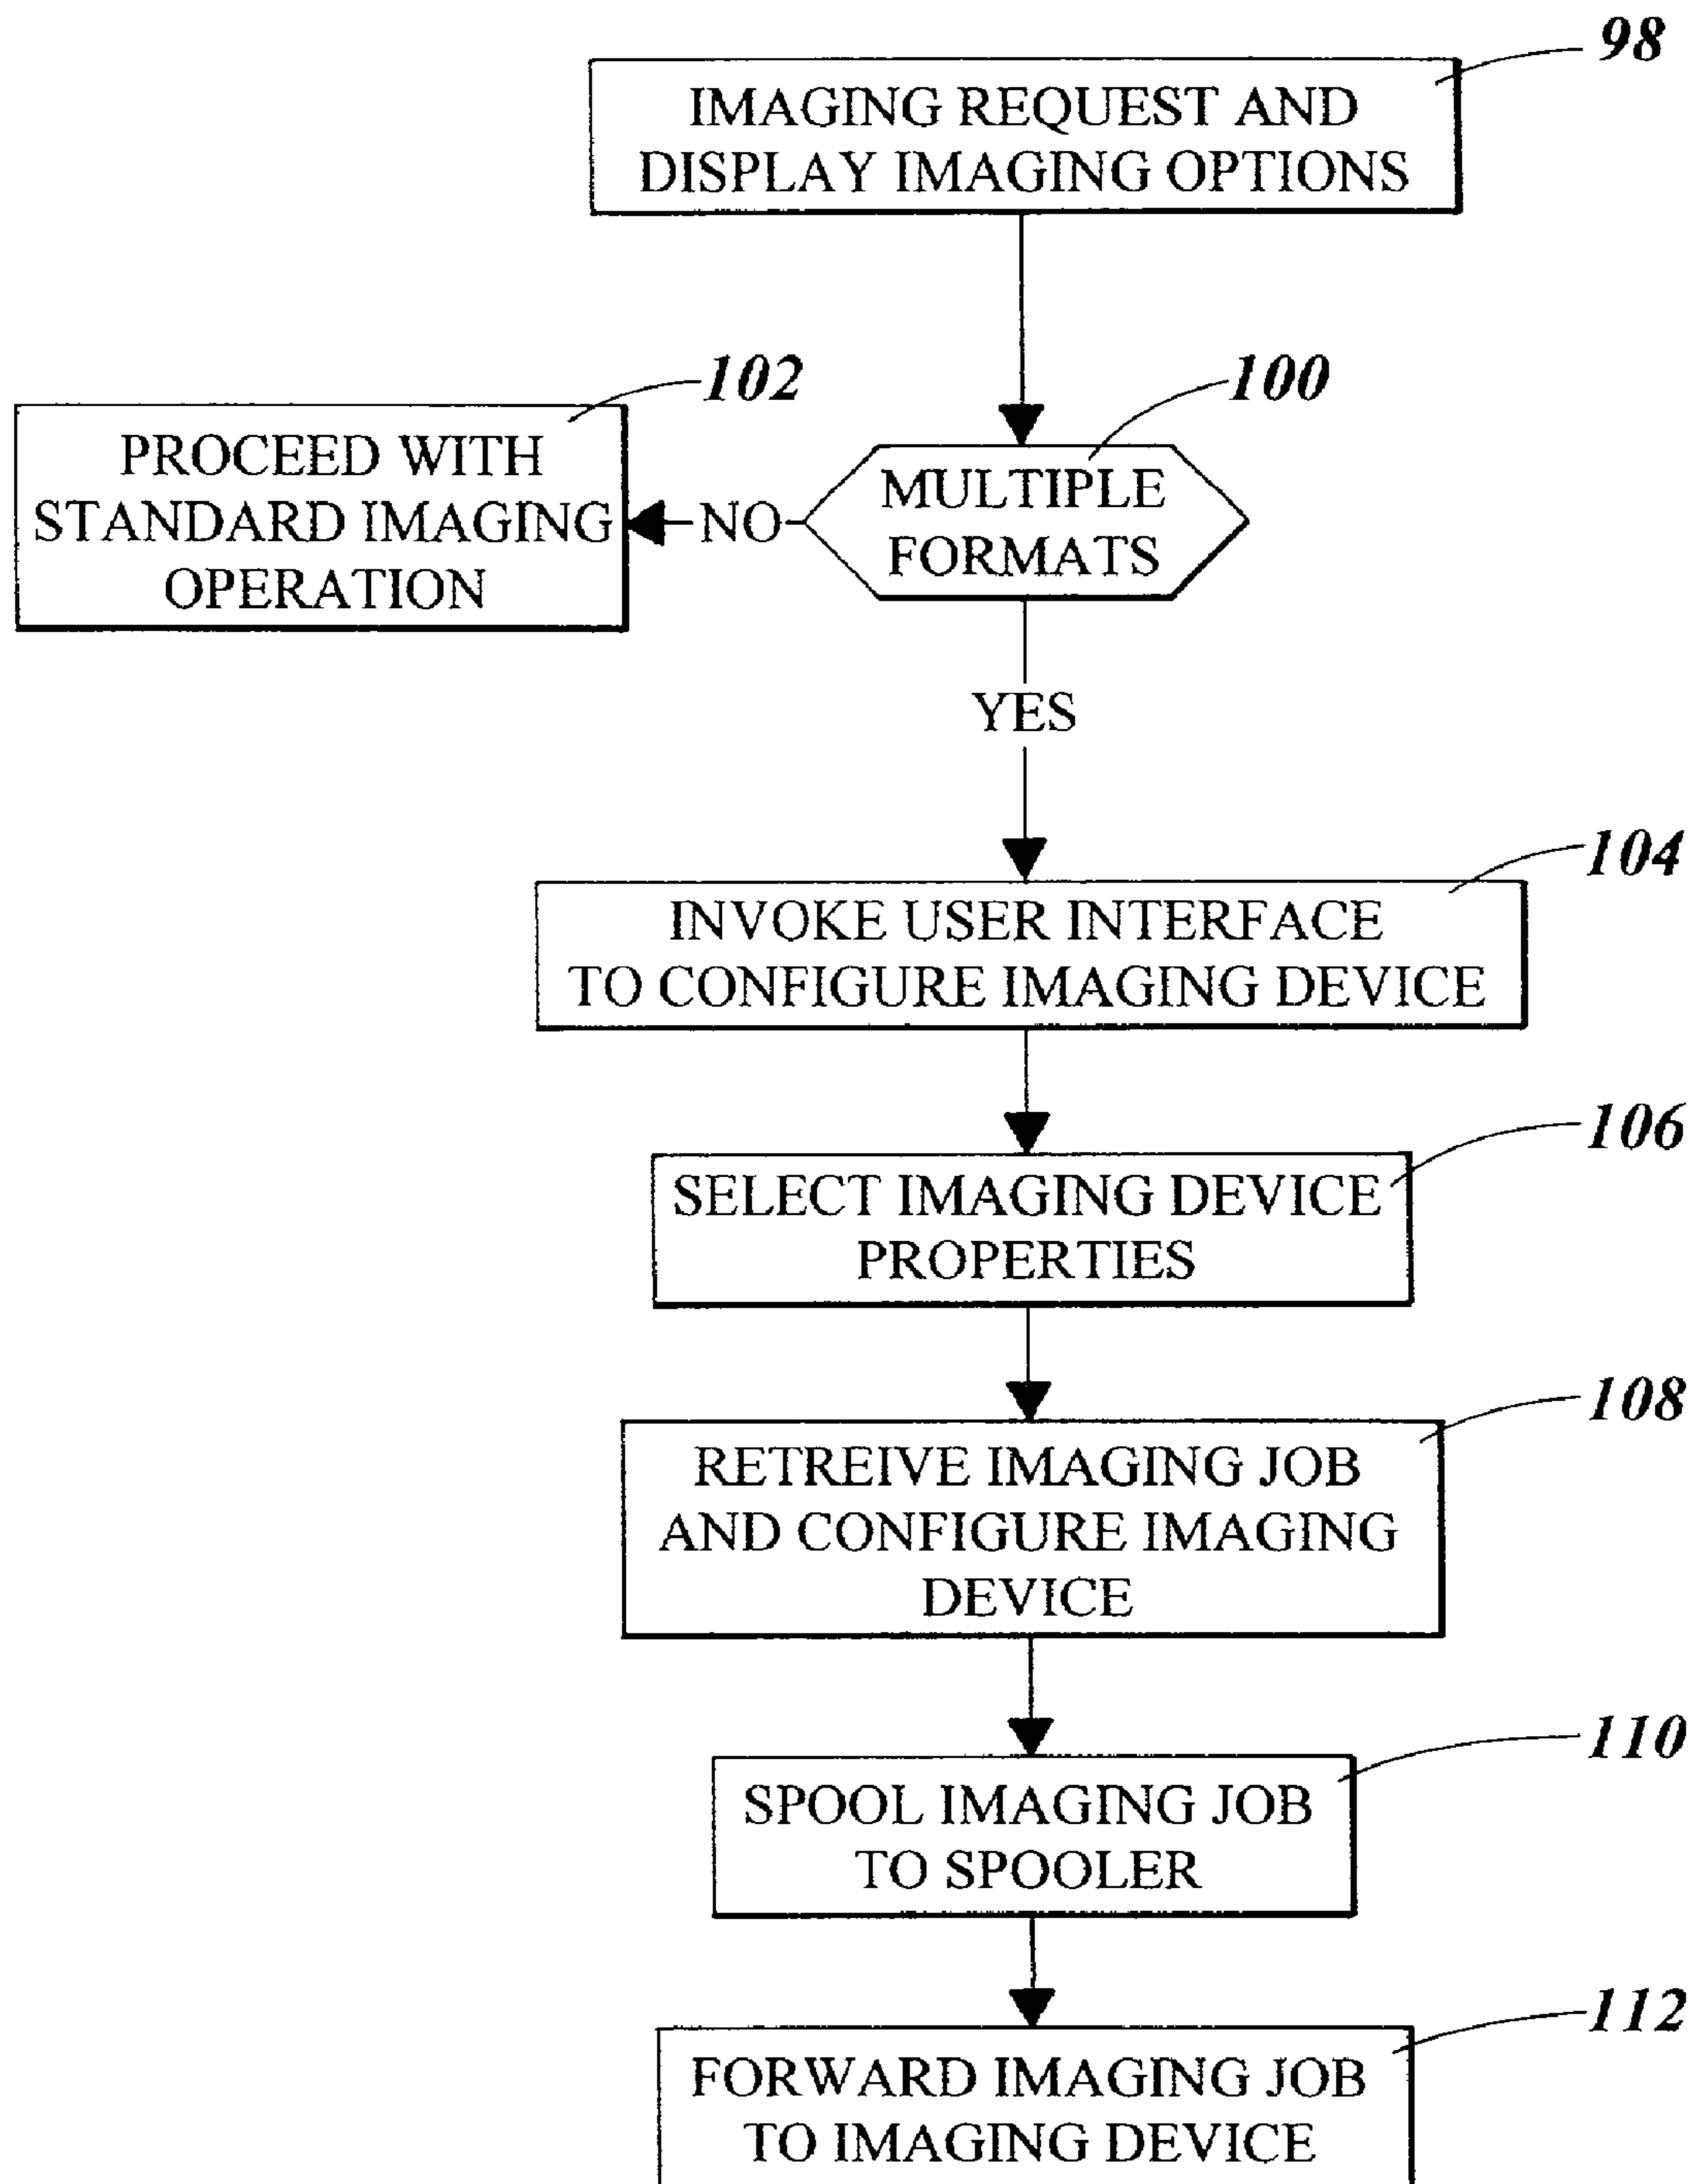 98
IMAGING REQUEST AND
DISPLAY IMAGING OPTIONS
102
100
PROCEED WITH
STANDARD IMAGING
OPERATION
NO
MULTIPLE
FORMATS
YES
104
INVOKE USER INTERFACE
TO CONFIGURE IMAGING DEVICE
106
SELECT IMAGING DEVICE
PROPERTIES
108
RETREIVE IMAGING JOB
AND CONFIGURE IMAGING
DEVICE
110
SPOOL IMAGING JOB
TO SPOOLER
112
FORWARD IMAGING JOB
TO IMAGING DEVICE